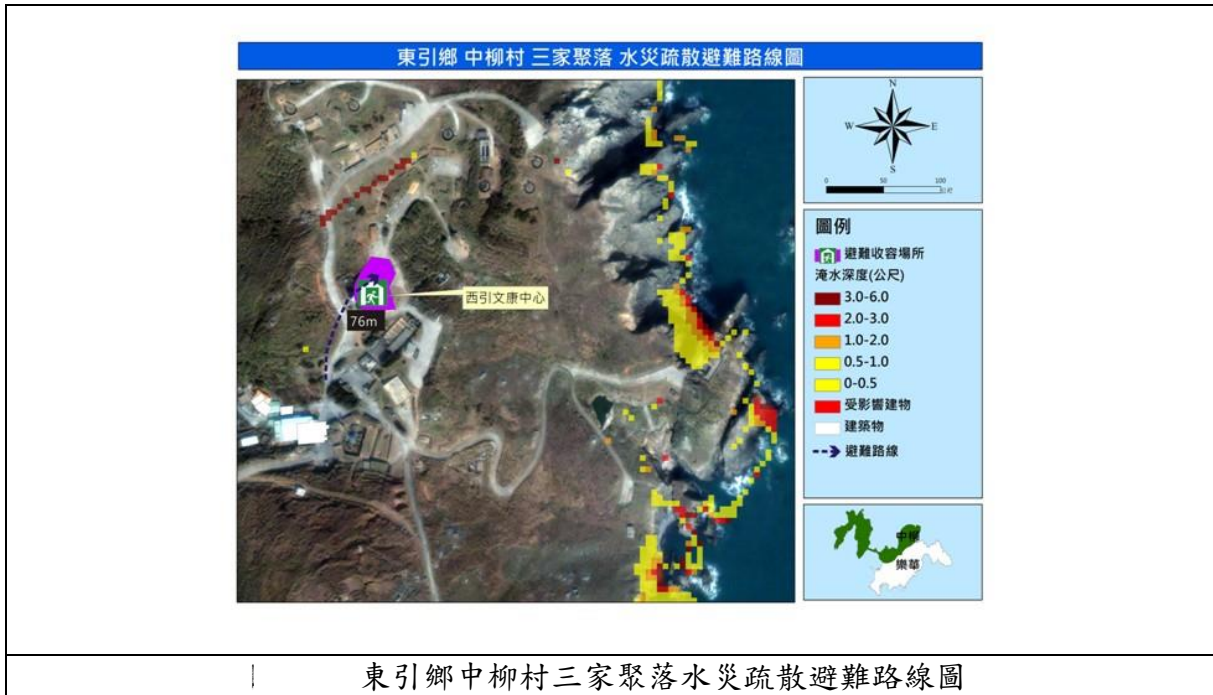 東引鄉 中柳村 三家聚落 水災疏散避難路線圖
西引文康中心
76m
N
W
E
S
0
50
100
公尺
圖例
避難收容場所
淹水深度(公尺)
3.0-6.0
2.0-3.0
1.0-2.0
0.5-1.0
0-0.5
受影響建物
建築物
避難路線
中柳
樂華
東引鄉中柳村三家聚落水災疏散避難路線圖